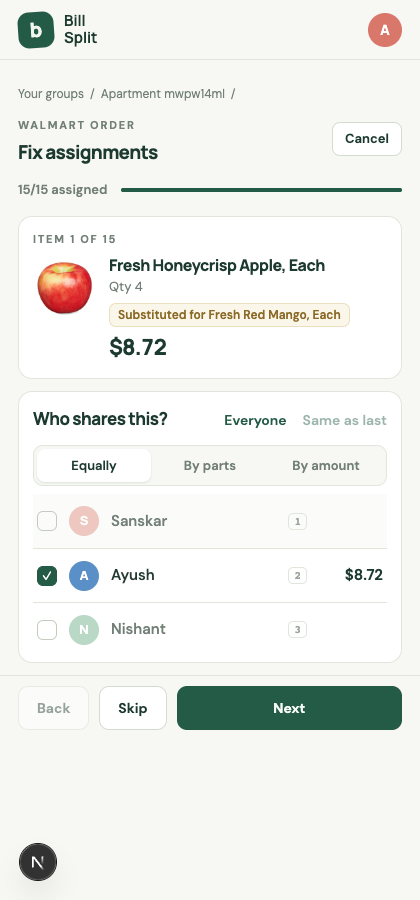 b
Bill
Split
A
Your groups / Apartment mwpw14ml /
WALMART ORDER
Fix assignments
Cancel
15/15 assigned
ITEM 1 OF 15
Fresh Honeycrisp Apple, Each
Qty 4
Substituted for Fresh Red Mango, Each
$8.72
Who shares this?
Everyone
Same as last
Equally
By parts
By amount
S
Sanskar
1
A
Ayush
2
$8.72
N
Nishant
3
Back
Skip
Next
N